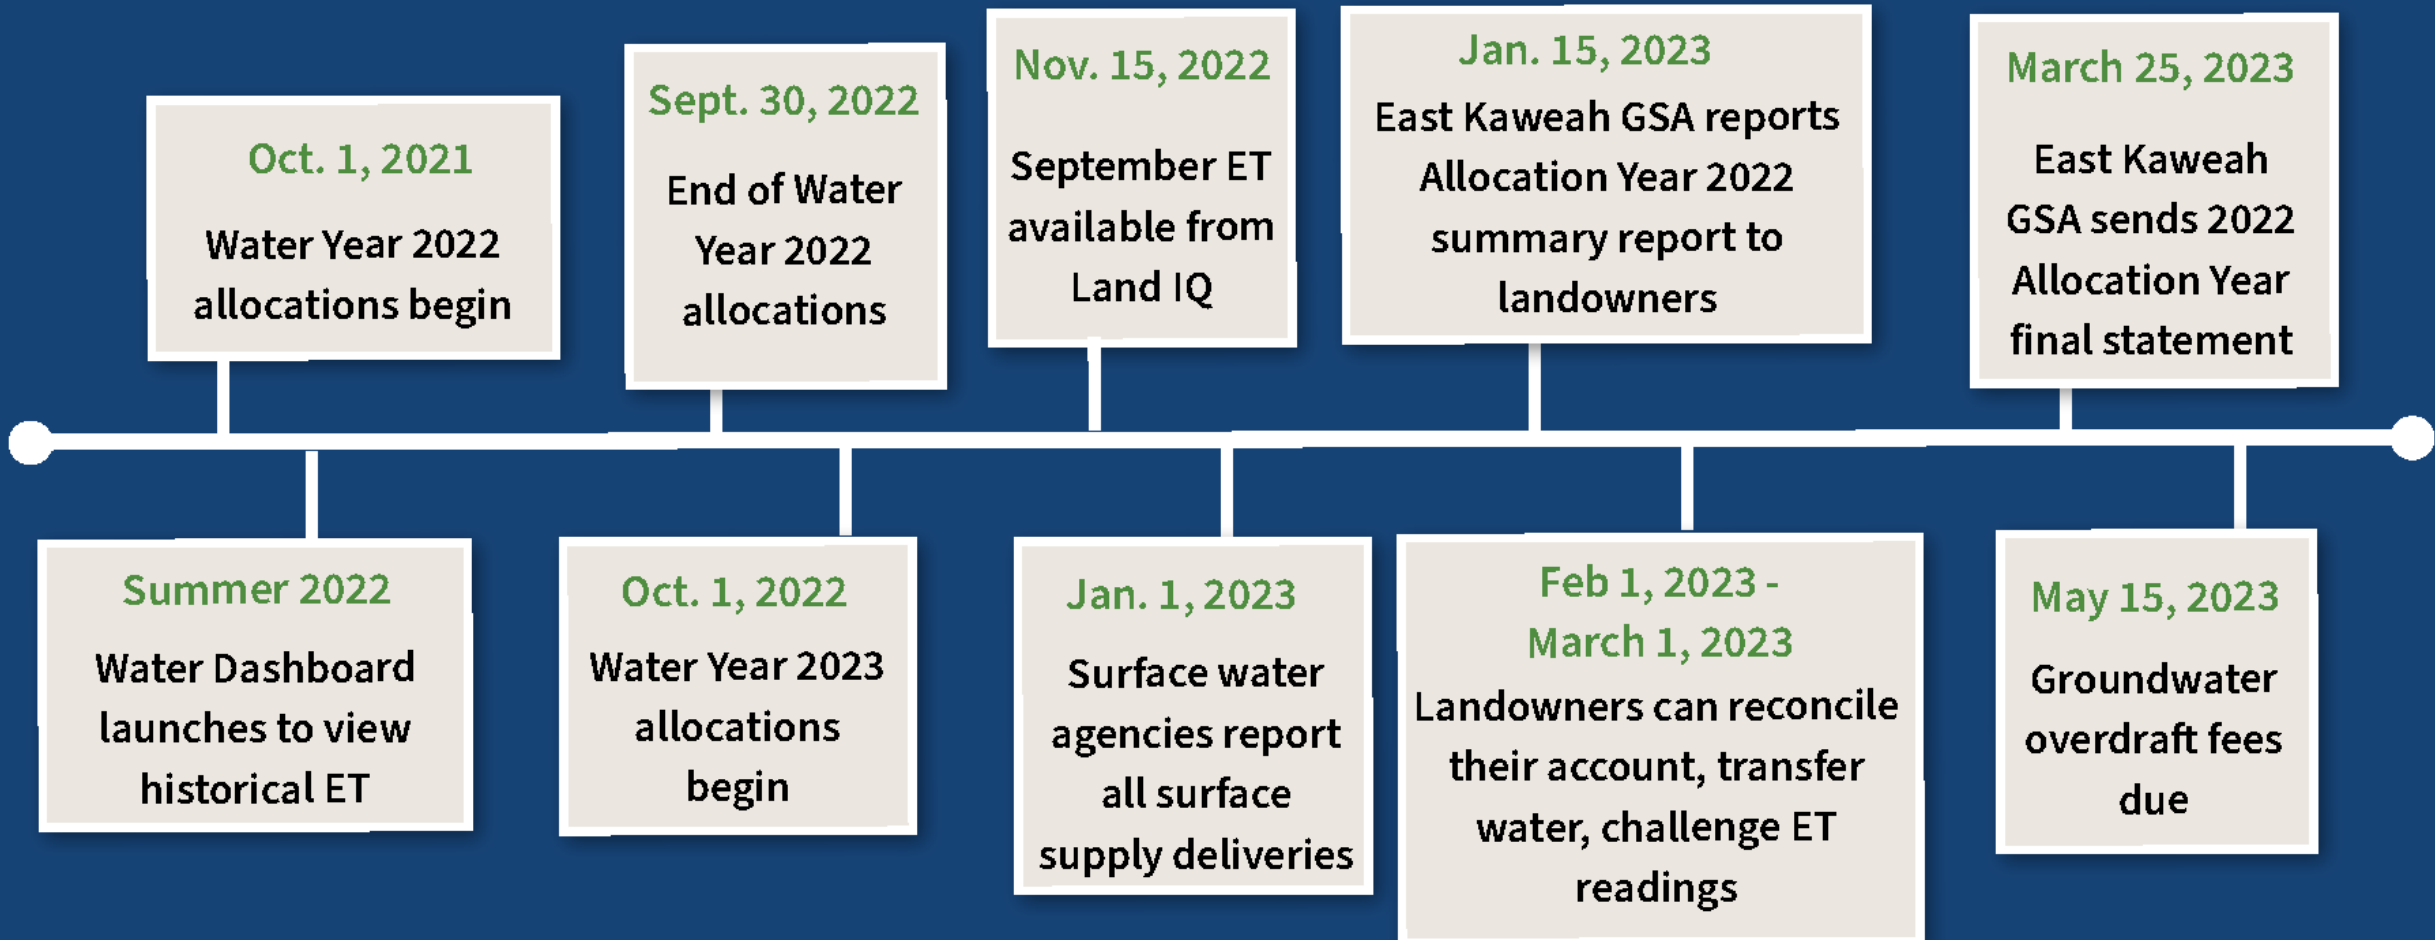 Oct. 1, 2021
Water Year 2022
allocations begin
Summer 2022
Water Dashboard
launches to view
historical ET
Sept. 30, 2022
End of Water
Year 2022
allocations
Oct. 1, 2022
Water Year 2023
allocations
begin
Nov. 15, 2022
September ET
available from
Land IQ
Jan. 1, 2023
Surface water
agencies report
all surface
supply deliveries
Jan. 15, 2023
East Kaweah GSA reports
Allocation Year 2022
summary report to
landowners
Feb 1, 2023 -
March 1, 2023
Landowners can reconcile
their account, transfer
water, challenge ET
readings
March 25, 2023
East Kaweah
GSA sends 2022
Allocation Year
final statement
May 15, 2023
Groundwater
overdraft fees
due